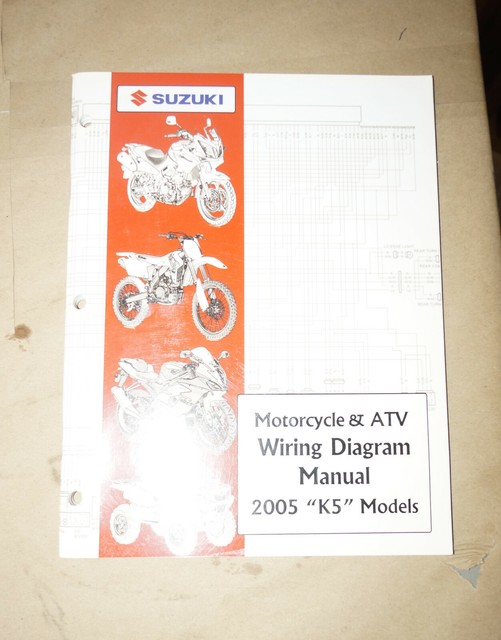 SUZUKI
Motorcycle & ATV
Wiring Diagram
Manual
2005 "K5" Models